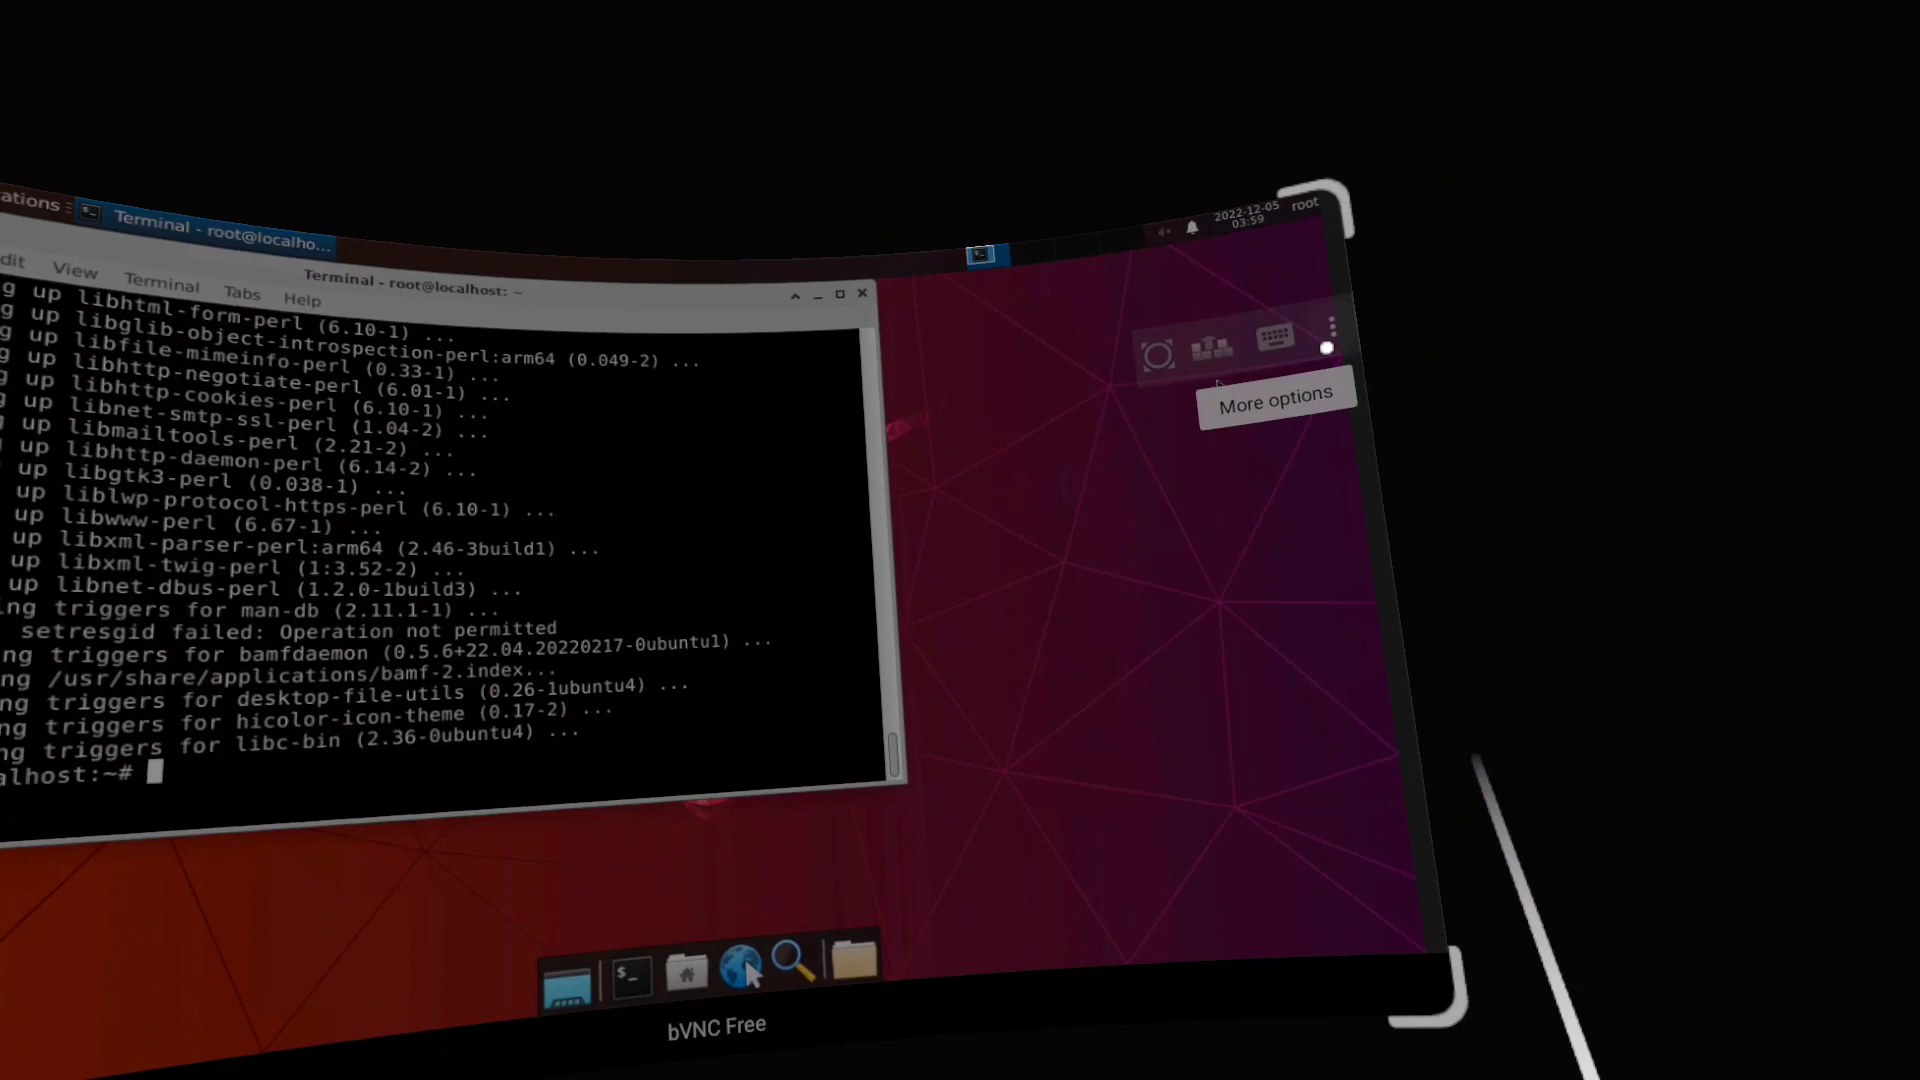 ations
Terminal - root@localho...
2022-12-05
03:59
root
Terminal - root@localhost: ~
dit View Terminal Tabs Help
g up libhtml-form-perl (6.10-1) ...
g up libglib-object-introspection-perl:arm64 (0.049-2) ...
g up libfile-mimeinfo-perl (0.33-1) ...
g up libhttp-negotiate-perl (6.01-1) ...
g up libhttp-cookies-perl (6.10-1) ...
g up libnet-smtp-ssl-perl (1.04-2) ...
g up libmailtools-perl (2.21-2) ...
up libhttp-daemon-perl (6.14-2) ...
up libgtk3-perl (0.038-1) ...
up liblwp-protocol-https-perl (6.10-1) ...
up libwww-perl (6.67-1) ...
up libxml-parser-perl:arm64 (2.46-3build1) ...
up libxml-twig-perl (1:3.52-2) ...
up libnet-dbus-perl (1.2.0-1build3) ...
ing triggers for man-db (2.11.1-1) ...
setresgid failed: Operation not permitted
ng triggers for bamfdaemon (0.5.6+22.04.20220217-0ubuntu1) ...
ng /usr/share/applications/bamf-2.index...
ng triggers for desktop-file-utils (0.26-1ubuntu4) ...
ng triggers for hicolor-icon-theme (0.17-2) ...
ng triggers for libc-bin (2.36-0ubuntu4) ...
alhost:~#
More options
$_
bVNC Free